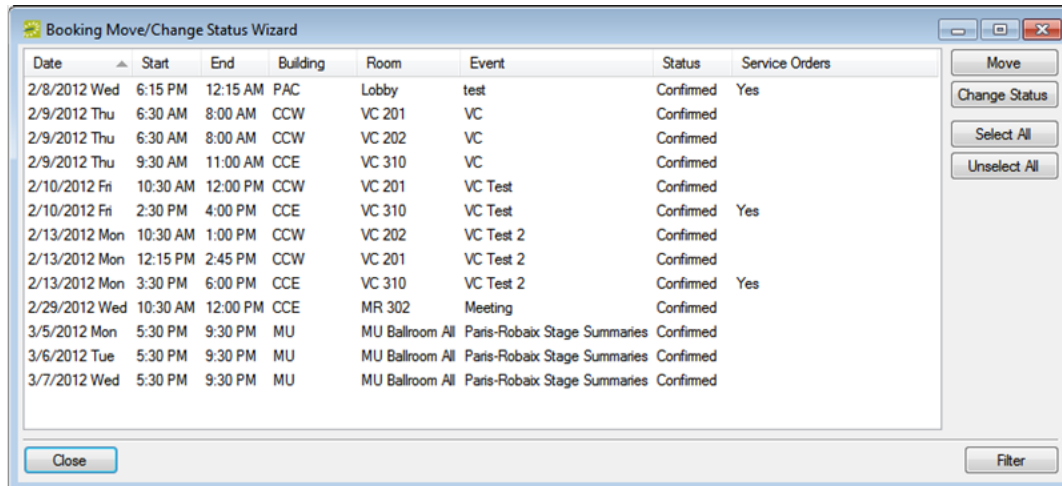 Booking Move/Change Status Wizard
Date Start End Building Room Event Status Service Orders
2/8/2012 Wed 6:15 PM 12:15 AM PAC Lobby test Confirmed Yes
2/9/2012 Thu 6:30 AM 8:00 AM CCW VC 201 VC Confirmed
2/9/2012 Thu 6:30 AM 8:00 AM CCW VC 202 VC Confirmed
2/9/2012 Thu 9:30 AM 11:00 AM CCE VC 310 VC Confirmed
2/10/2012 Fri 10:30 AM 12:00 PM CCW VC 201 VC Test Confirmed
2/10/2012 Fri 2:30 PM 4:00 PM CCE VC 310 VC Test Confirmed Yes
2/13/2012 Mon 10:30 AM 1:00 PM CCW VC 202 VC Test 2 Confirmed
2/13/2012 Mon 12:15 PM 2:45 PM CCW VC 201 VC Test 2 Confirmed
2/13/2012 Mon 3:30 PM 6:00 PM CCE VC 310 VC Test 2 Confirmed Yes
2/29/2012 Wed 10:30 AM 12:00 PM CCE MR 302 Meeting Confirmed
3/5/2012 Mon 5:30 PM 9:30 PM MU MU Ballroom All Paris-Robaix Stage Summaries Confirmed
3/6/2012 Tue 5:30 PM 9:30 PM MU MU Ballroom All Paris-Robaix Stage Summaries Confirmed
3/7/2012 Wed 5:30 PM 9:30 PM MU MU Ballroom All Paris-Robaix Stage Summaries Confirmed
Move
Change Status
Select All
Unselect All
Close
Filter